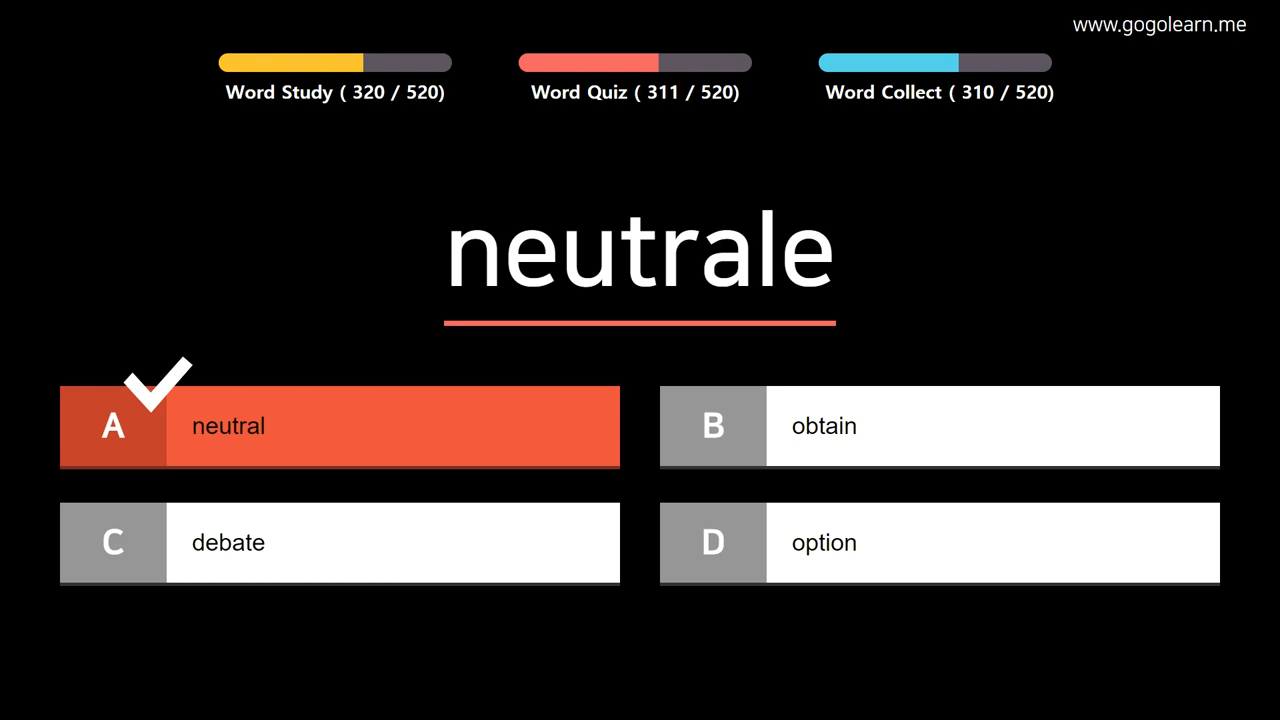 www.gogolearn.me
Word Study ( 320 / 520)
Word Quiz ( 311 / 520)
Word Collect ( 310 / 520)
neutrale
A neutral
B obtain
C debate
D option